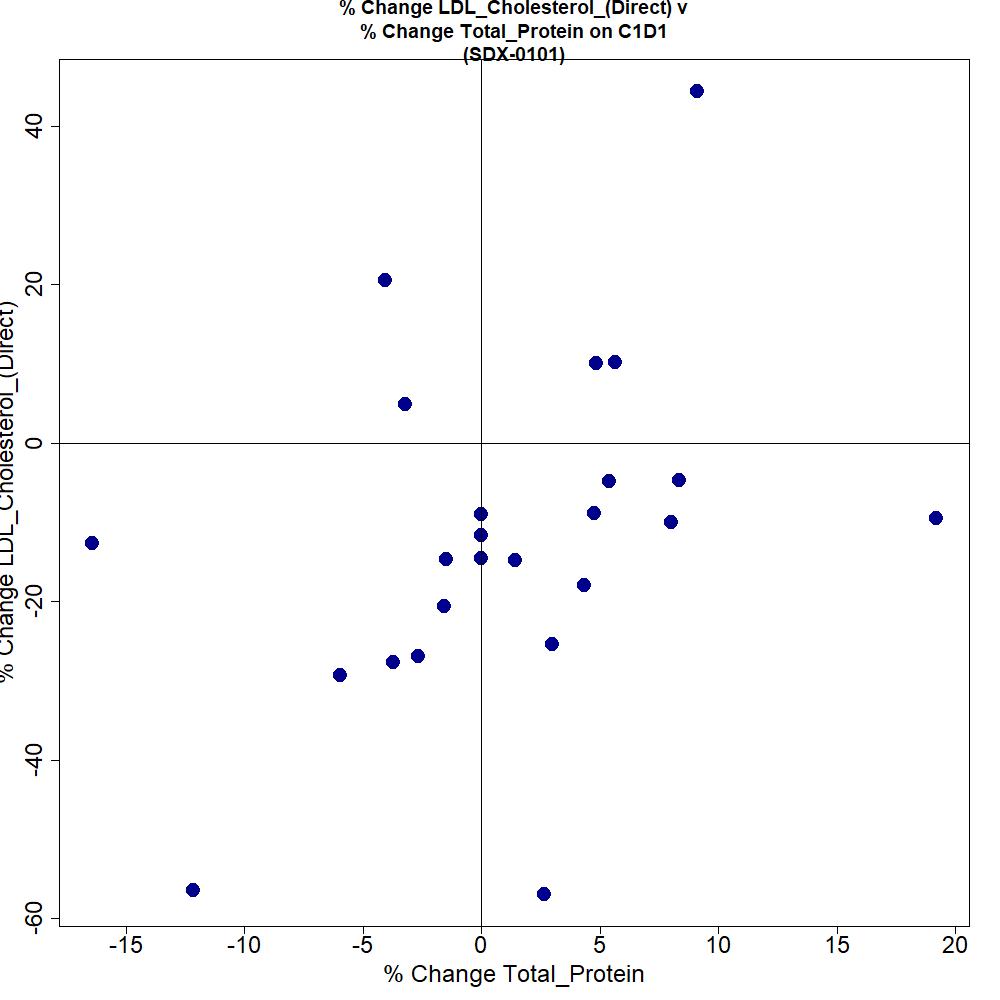 % Change LDL_Cholesterol_(Direct) v
% Change Total_Protein on C1D1
(SDX-0101)
% Change LDL_Cholesterol_(Direct)
40
20
0
-20
-40
-60
-15
-10
-5
0
5
10
15
20
% Change Total_Protein